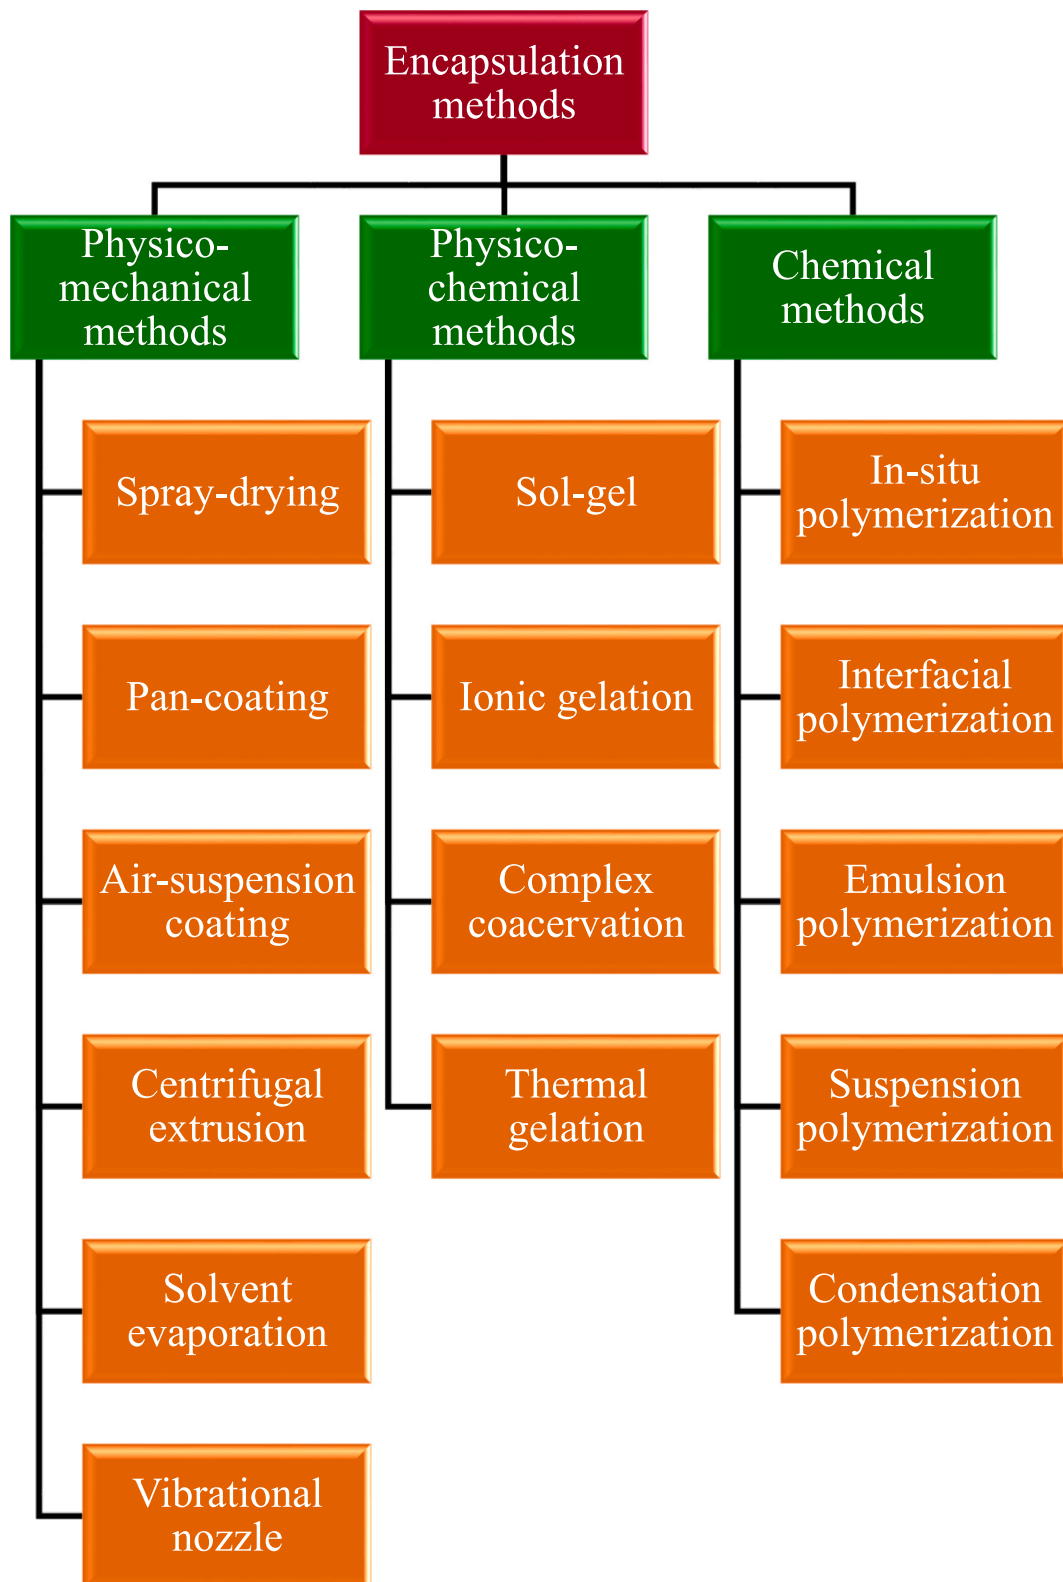 Encapsulation
methods
Physico-
mechanical
methods
Physico-
chemical
methods
Chemical
methods
Spray-drying
Pan-coating
Air-suspension
coating
Centrifugal
extrusion
Solvent
evaporation
Vibrational
nozzle
Sol-gel
Ionic gelation
Complex
coacervation
Thermal
gelation
In-situ
polymerization
Interfacial
polymerization
Emulsion
polymerization
Suspension
polymerization
Condensation
polymerization